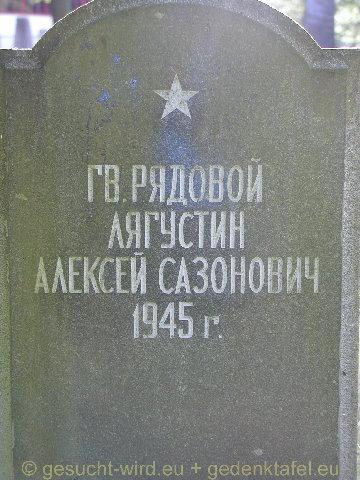 ГВ. РЯДОВОЙ
ЛЯГУСТИН
АЛЕКСЕЙ САЗОНОВИЧ
1945 г.
© gesucht-wird.eu + gedenktafel.eu